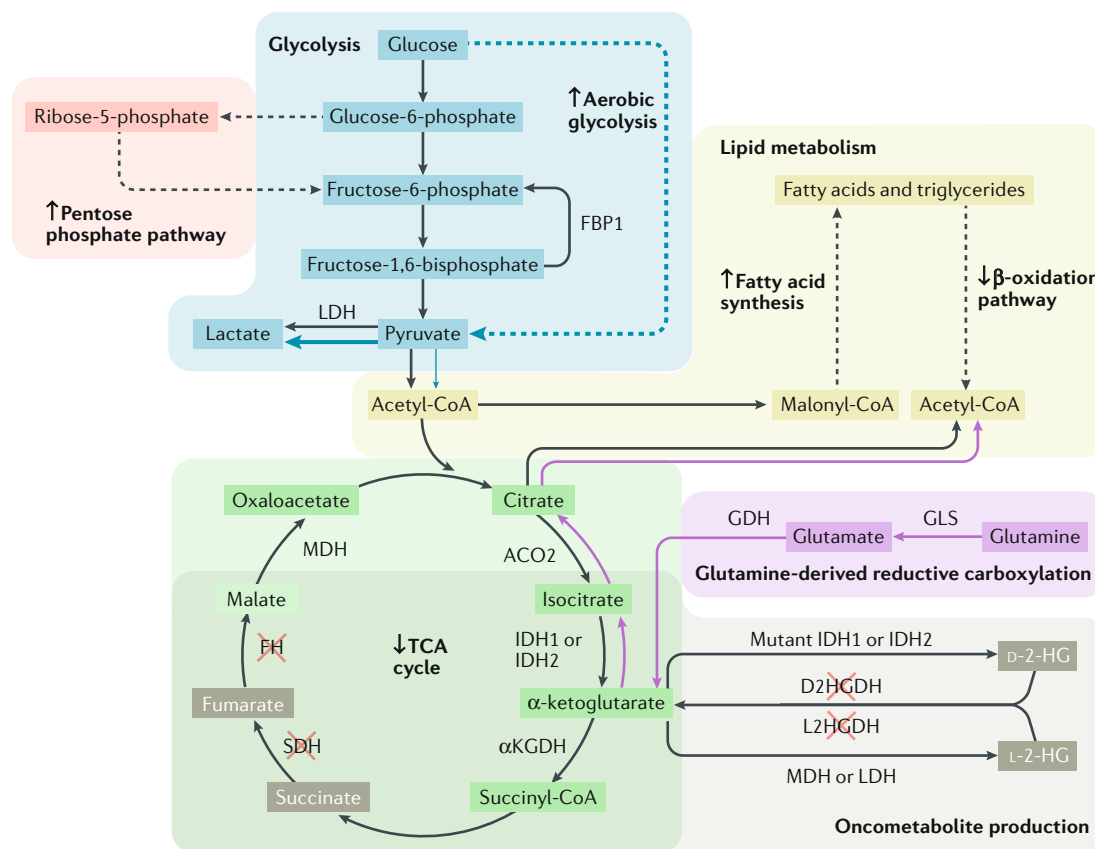 Glycolysis
Glucose
↑Aerobic
glycolysis
Ribose-5-phosphate
Glucose-6-phosphate
Fructose-6-phosphate
↑Pentose
phosphate pathway
FBP1
Fructose-1,6-bisphosphate
LDH
Lactate
Pyruvate
Lipid metabolism
Fatty acids and triglycerides
↑Fatty acid
synthesis
↓β-oxidation
pathway
Acetyl-CoA
Malonyl-CoA
Acetyl-CoA
Oxaloacetate
Citrate
MDH
ACO2
GDH
Glutamate
GLS
Glutamine
Glutamine-derived reductive carboxylation
Malate
Isocitrate
FH
↓TCA
cycle
IDH1 or
IDH2
Fumarate
α-ketoglutarate
SDH
αKGDH
Succinate
Succinyl-CoA
Mutant IDH1 or IDH2
D-2-HG
D2HGDH
L2HGDH
L-2-HG
MDH or LDH
Oncometabolite production